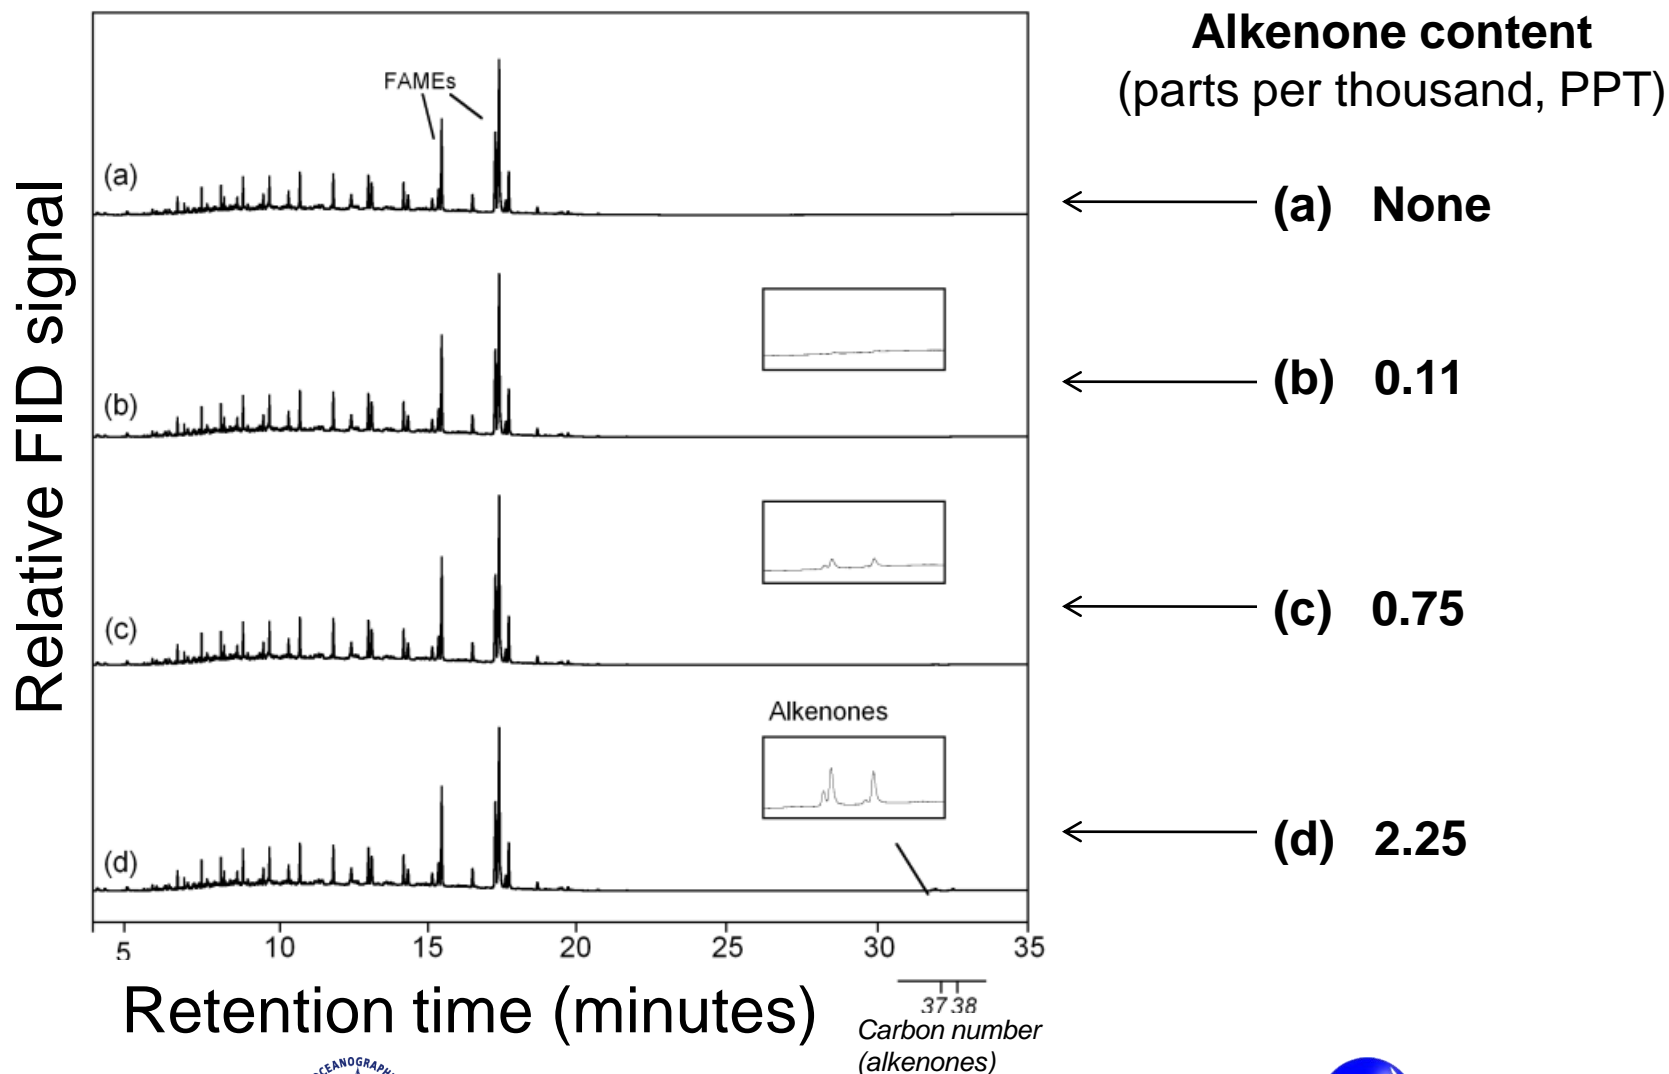 Alkenone content
(parts per thousand, PPT)
Relative FID signal
FAMEs
(a)
(a) None
(b)
(b) 0.11
(c)
(c) 0.75
Alkenones
(d)
(d) 2.25
5 10 15 20 25 30 35
Retention time (minutes)
37 38
Carbon number
(alkenones)